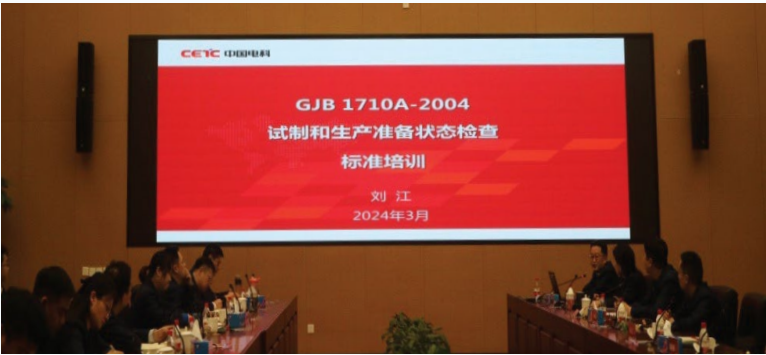 CETC 中国电科
GJB 1710A-2004
试制和生产准备状态检查
标准培训
刘 江
2024年3月